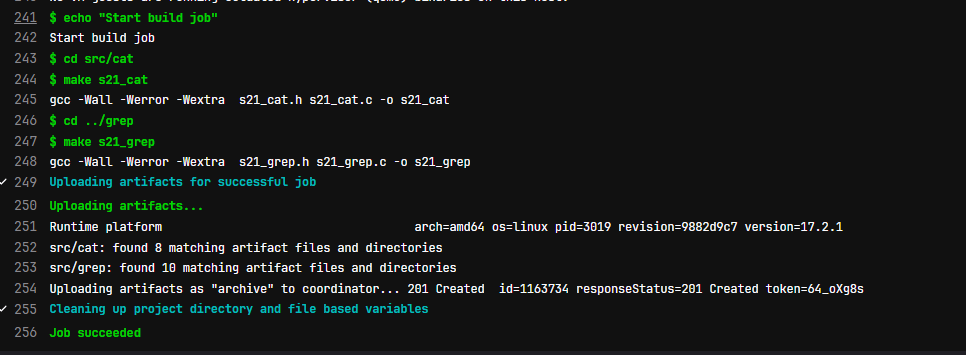 241 $ echo "Start build job"
242 Start build job
243 $ cd src/cat
244 $ make s21_cat
245 gcc -Wall -Werror -Wextra  s21_cat.h s21_cat.c -o s21_cat
246 $ cd ../grep
247 $ make s21_grep
248 gcc -Wall -Werror -Wextra  s21_grep.h s21_grep.c -o s21_grep
249 Uploading artifacts for successful job
250 Uploading artifacts...
251 Runtime platform                                    arch=amd64 os=linux pid=3019 revision=9882d9c7 version=17.2.1
252 src/cat: found 8 matching artifact files and directories
253 src/grep: found 10 matching artifact files and directories
254 Uploading artifacts as "archive" to coordinator... 201 Created  id=1163734 responseStatus=201 Created token=64_oXg8s
255 Cleaning up project directory and file based variables
256 Job succeeded